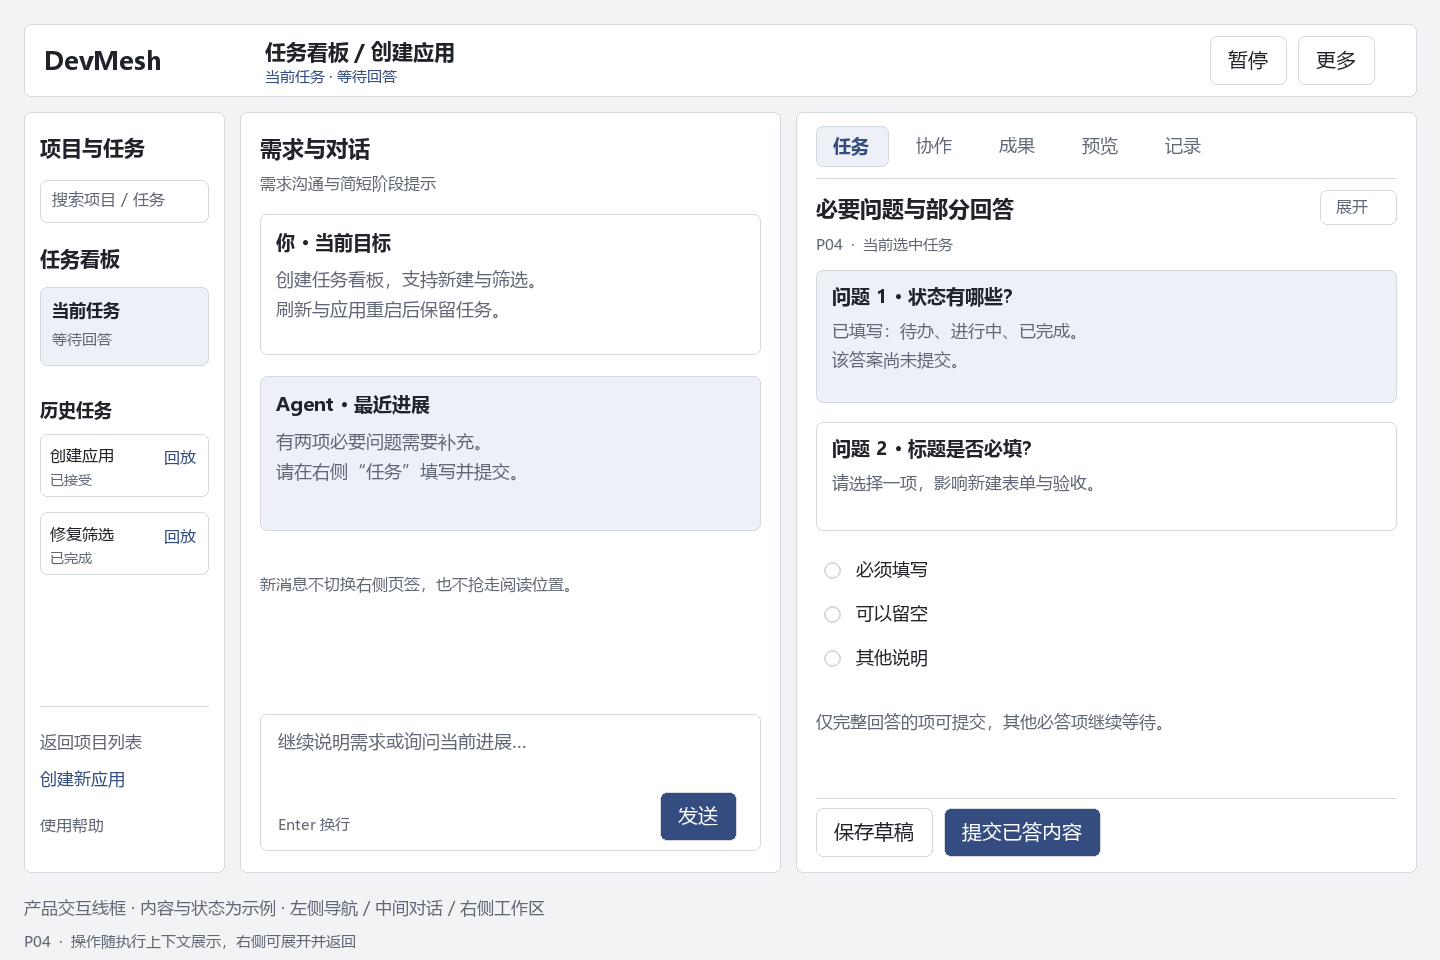 DevMesh
任务看板 / 创建应用
当前任务 · 等待回答
暂停
更多
项目与任务
搜索项目 / 任务
任务看板
当前任务
等待回答
历史任务
创建应用
回放
已接受
修复筛选
回放
已完成
返回项目列表
创建新应用
使用帮助
需求与对话
需求沟通与简短阶段提示
你 · 当前目标
创建任务看板，支持新建与筛选。
刷新与应用重启后保留任务。
Agent · 最近进展
有两项必要问题需要补充。
请在右侧“任务”填写并提交。
新消息不切换右侧页签，也不抢走阅读位置。
继续说明需求或询问当前进展...
Enter 换行
发送
任务
协作
成果
预览
记录
必要问题与部分回答
展开
P04 · 当前选中任务
问题 1 · 状态有哪些?
已填写：待办、进行中、已完成。
该答案尚未提交。
问题 2 · 标题是否必填?
请选择一项，影响新建表单与验收。
必须填写
可以留空
其他说明
仅完整回答的项可提交，其他必答项继续等待。
保存草稿
提交已答内容
产品交互线框 · 内容与状态为示例 · 左侧导航 / 中间对话 / 右侧工作区
P04 · 操作随执行上下文展示，右侧可展开并返回